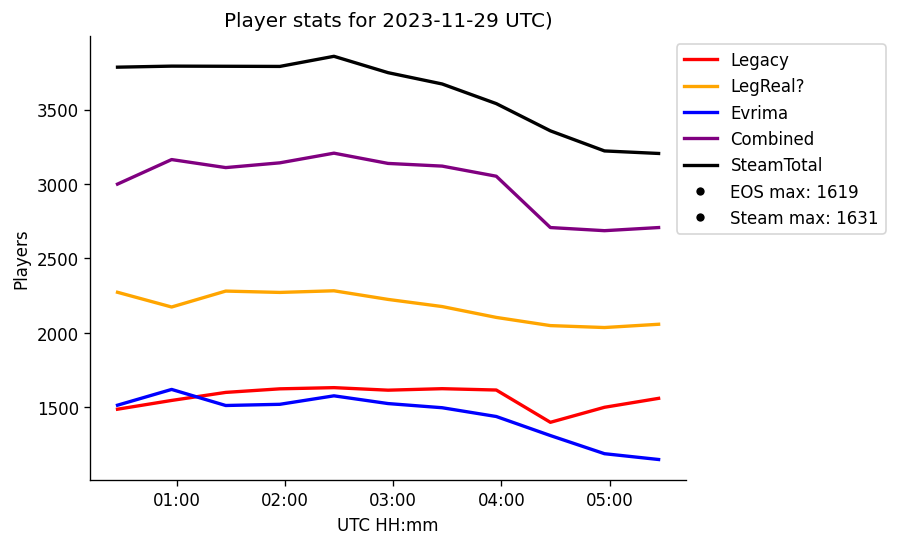 Player stats for 2023-11-29 UTC)
Legacy
LegReal?
Evrima
Combined
SteamTotal
EOS max: 1619
Steam max: 1631
Players
3500
3000
2500
2000
1500
01:00
02:00
03:00
04:00
05:00
UTC HH:mm